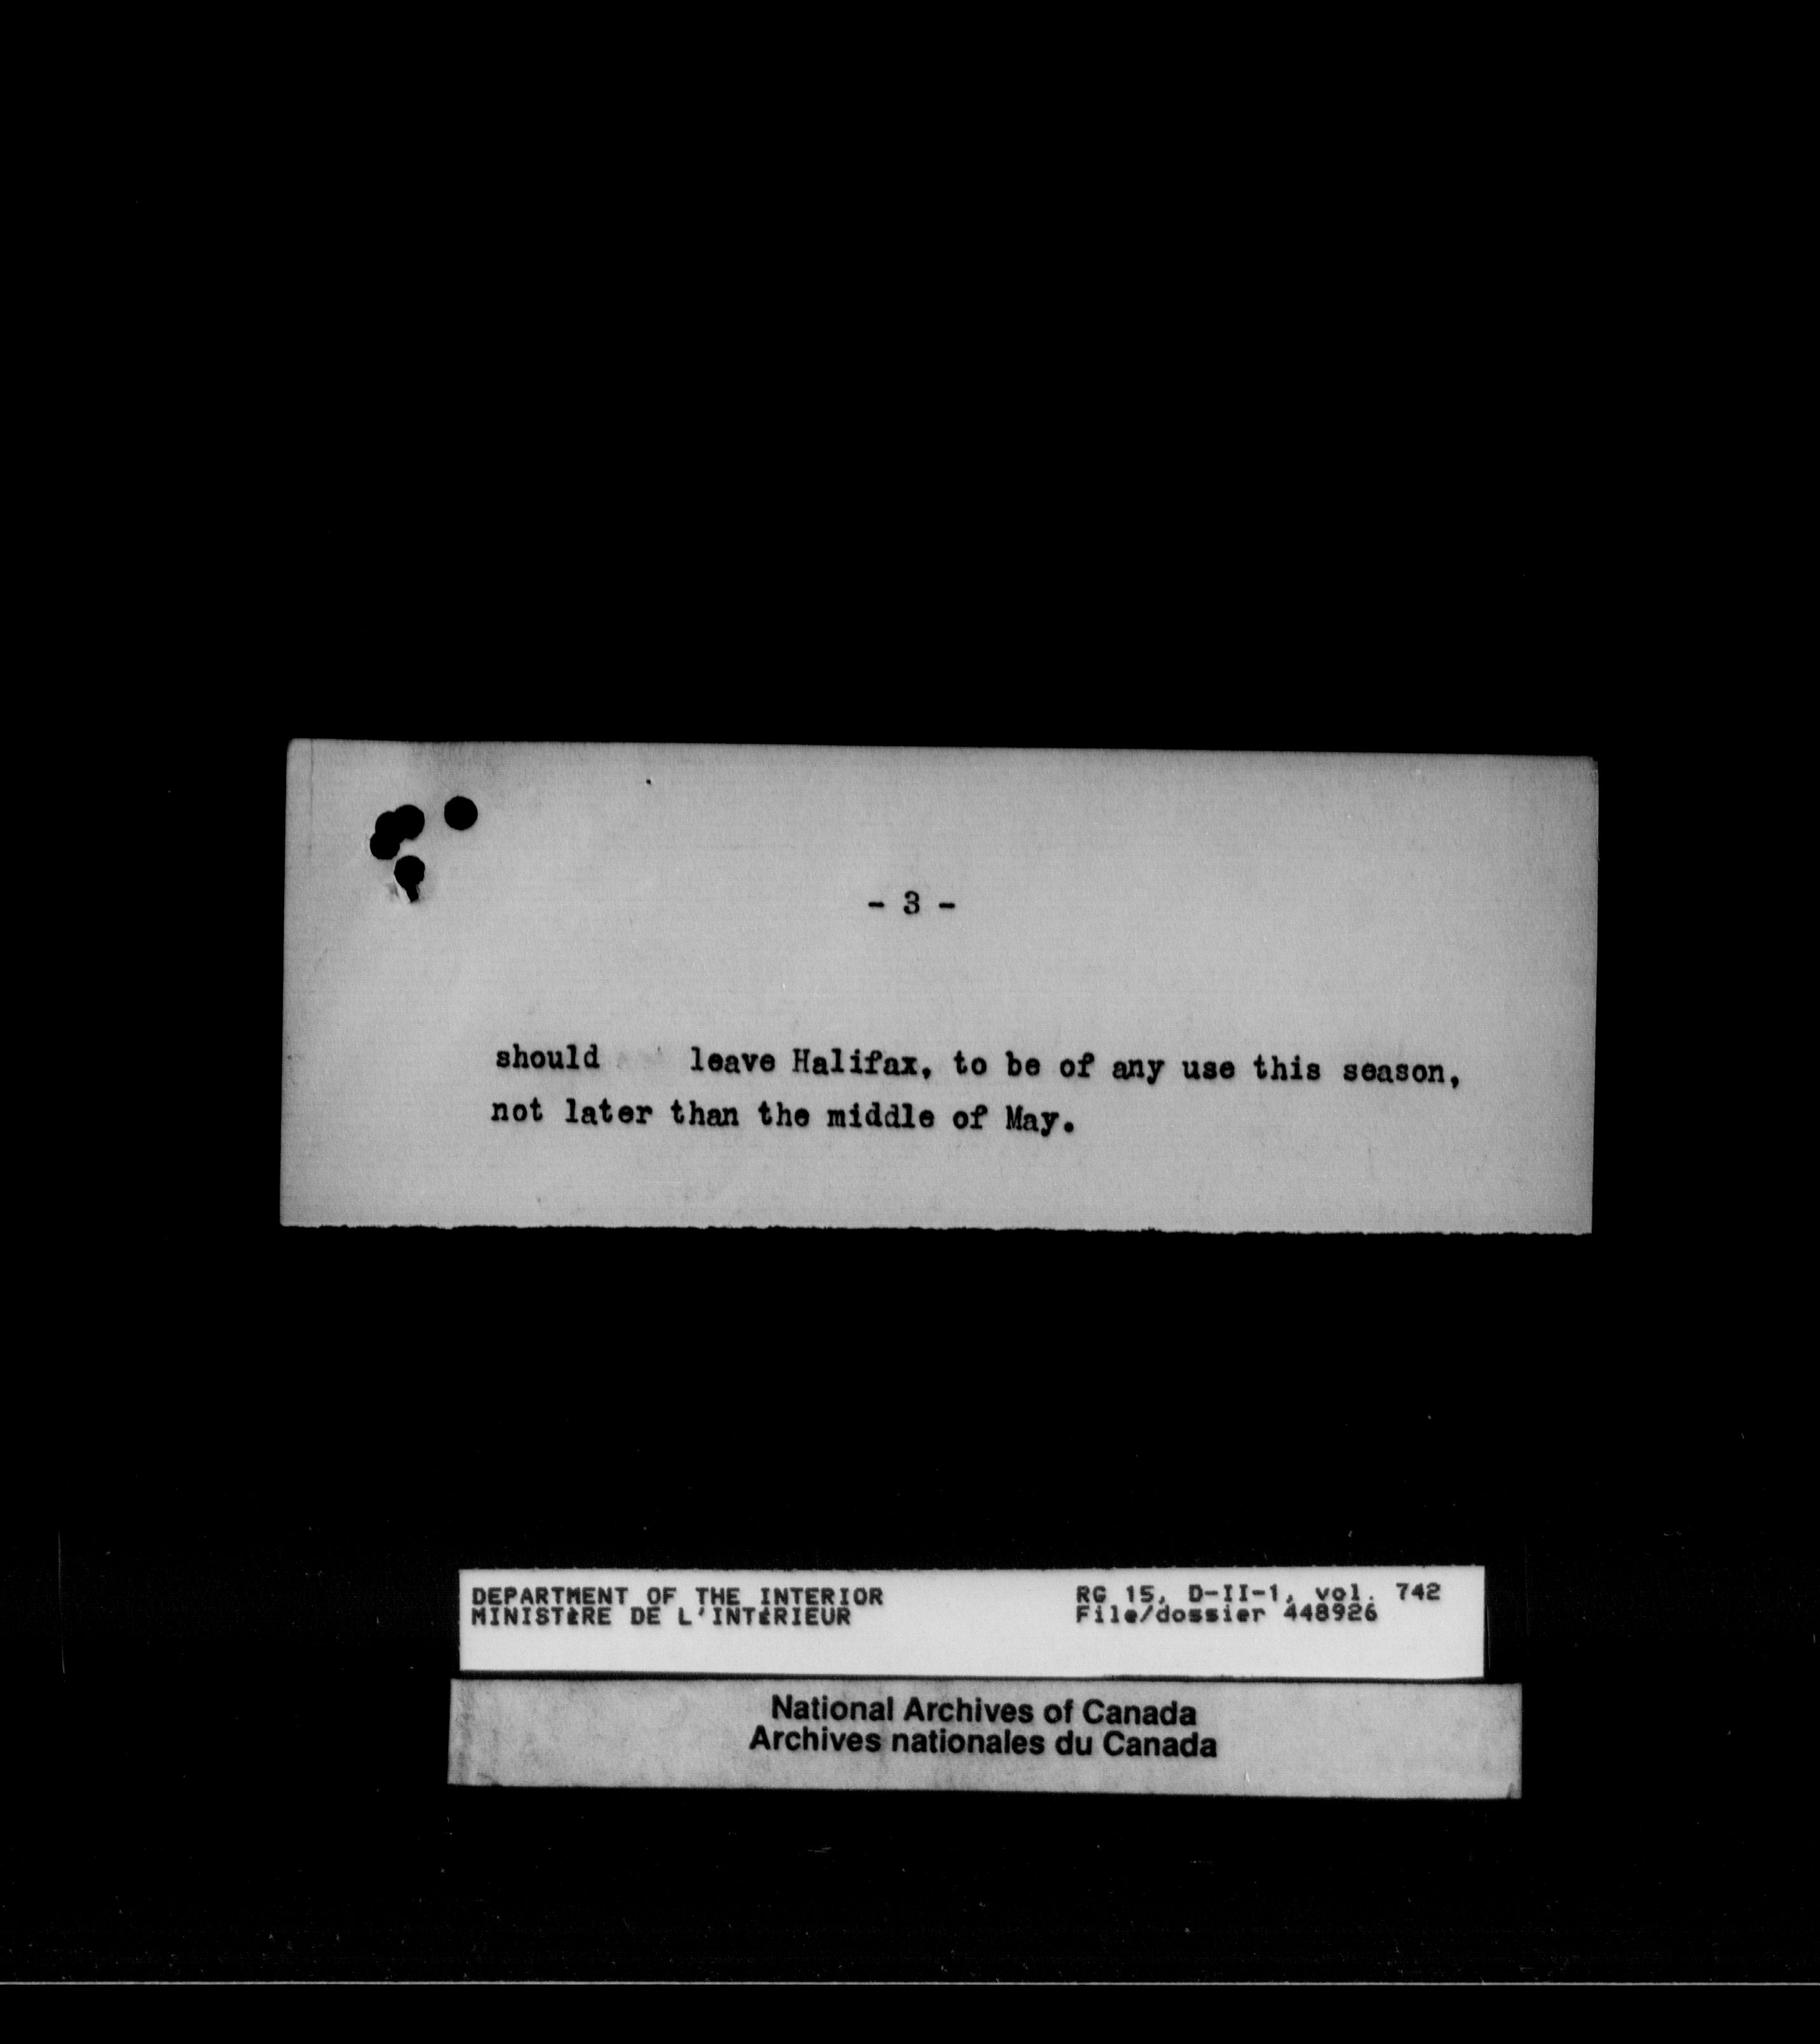 - 3 -
should leave Halifax, to be of any use this season,
not later than the middle of May.
DEPARTMENT OF THE INTERIOR RG 15, D-II-1, vol. 742
MINISTÈRE DE L'INTÉRIEUR File/dossier 448926
National Archives of Canada
Archives nationales du Canada